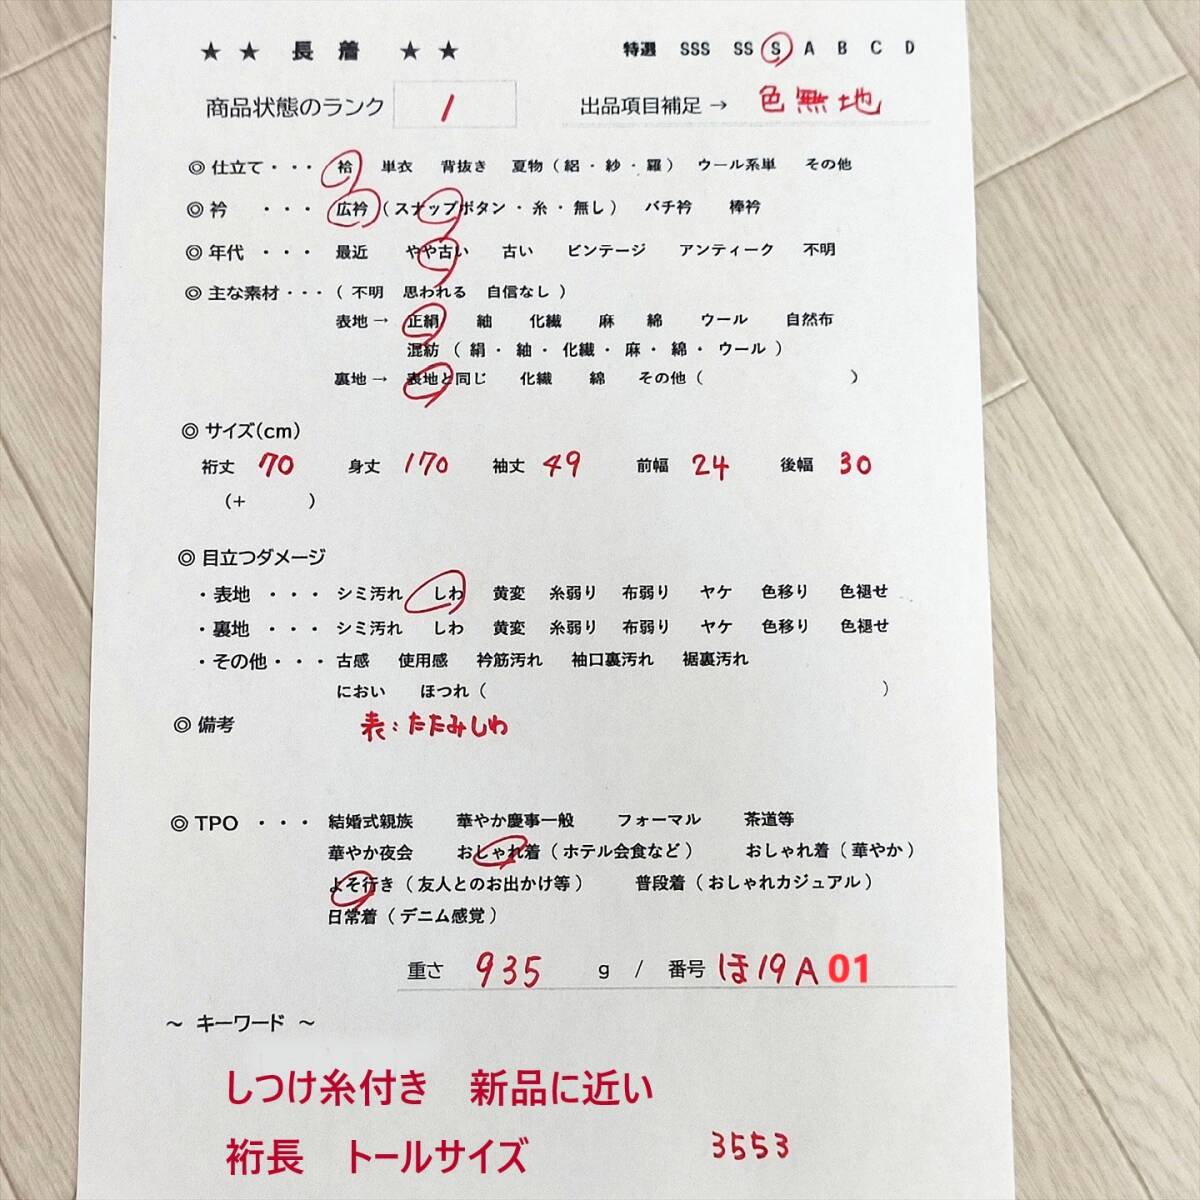 ★ ★ 長 着 ★ ★ 特選 SSS SS S A B C D
商品状態のランク 1 出品項目補足 → 色無地
◎ 仕立て・・・ 袷 単衣 背抜き 夏物 ( 絽 ・ 紗 ・ 羅 ) ウール系単 その他
◎ 衿 ・・・ 広衿 ( スナップボタン ・ 糸 ・ 無し ) バチ衿 棒衿
◎ 年代 ・・・ 最近 やや古い 古い ビンテージ アンティーク 不明
◎ 主な素材・・・ ( 不明 思われる 自信なし )
表地 → 正絹 紬 化繊 麻 綿 ウール 自然布
混紡 ( 絹 ・ 紬 ・ 化繊 ・ 麻 ・ 綿 ・ ウール )
裏地 → 表地と同じ 化繊 綿 その他 ( )
◎ サイズ(cm)
裄丈 70 身丈 170 袖丈 49 前幅 24 後幅 30
(+ )
◎ 目立つダメージ
・表地 ・・・ シミ汚れ しわ 黄変 糸弱り 布弱り ヤケ 色移り 色褪せ
・裏地 ・・・ シミ汚れ しわ 黄変 糸弱り 布弱り ヤケ 色移り 色褪せ
・その他・・・ 古感 使用感 衿筋汚れ 袖口裏汚れ 裾裏汚れ
におい ほつれ ( )
◎ 備考 表:たたみしわ
◎ TPO ・・・ 結婚式親族 華やか慶事一般 フォーマル 茶道等
華やか夜会 おしゃれ着 ( ホテル会食など ) おしゃれ着 ( 華やか )
よそ行き ( 友人とのお出かけ等 ) 普段着 ( おしゃれカジュアル )
日常着 ( デニム感覚 )
重さ 935 g / 番号 ほ19A 01
～ キーワード ～
しつけ糸付き 新品に近い
裄長 トールサイズ 3553